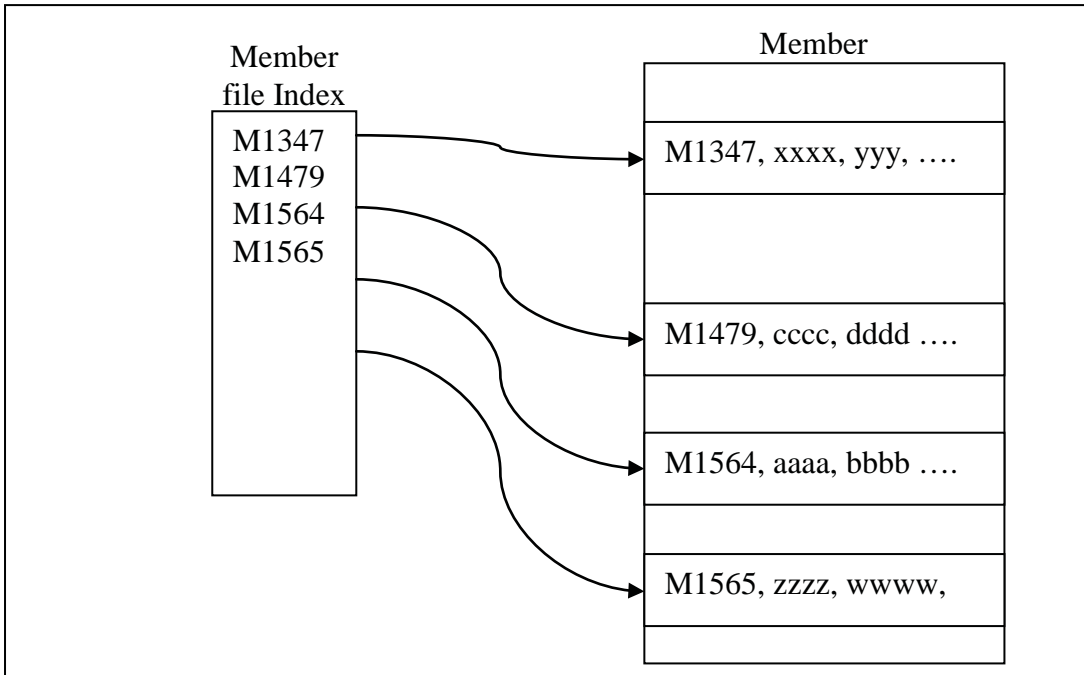 Member
file Index
M1347
M1479
M1564
M1565
Member
M1347, xxxx, yyy, ….
M1479, cccc, dddd ….
M1564, aaaa, bbbb ….
M1565, zzzz, wwww,